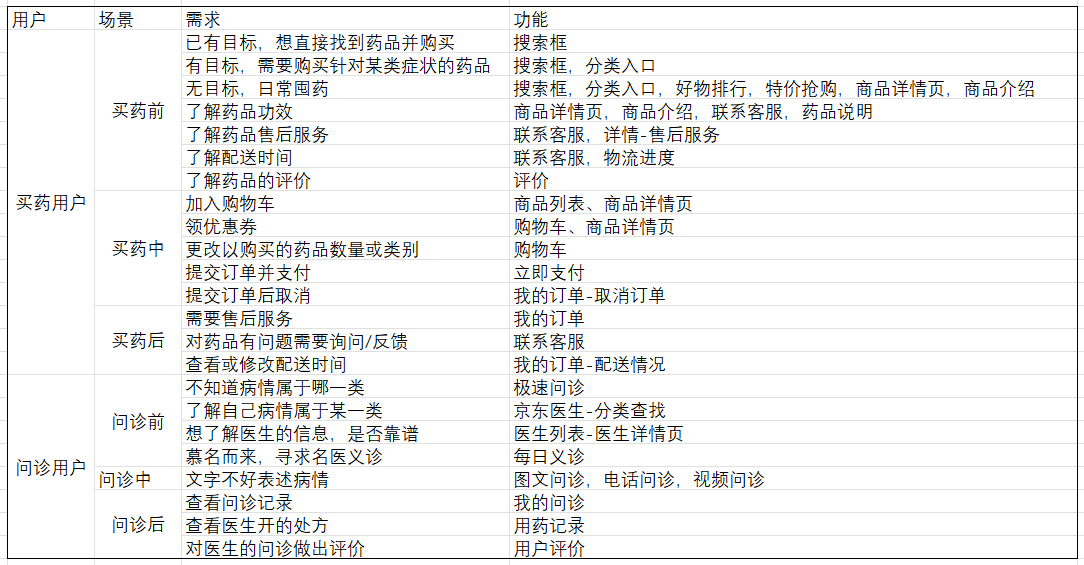 用户 场景 需求 功能
已有目标，想直接找到药品并购买 搜索框
有目标，需要购买针对某类症状的药品 搜索框，分类入口
无目标，日常囤药 搜索框，分类入口，好物排行，特价抢购，商品详情页，商品介绍
买药前 了解药品功效 商品详情页，商品介绍，联系客服，药品说明
了解药品售后服务 联系客服，详情-售后服务
了解配送时间 联系客服，物流进度
了解药品的评价 评价
买药用户 加入购物车 商品列表、商品详情页
领优惠券 购物车、商品详情页
买药中 更改以购买的药品数量或类别 购物车
提交订单并支付 立即支付
提交订单后取消 我的订单-取消订单
需要售后服务 我的订单
买药后 对药品有问题需要询问/反馈 联系客服
查看或修改配送时间 我的订单-配送情况
不知道病情属于哪一类 极速问诊
问诊前 了解自己病情属于某一类 京东医生-分类查找
想了解医生的信息，是否靠谱 医生列表-医生详情页
慕名而来，寻求名医义诊 每日义诊
问诊用户 问诊中 文字不好表述病情 图文问诊，电话问诊，视频问诊
查看问诊记录 我的问诊
问诊后 查看医生开的处方 用药记录
对医生的问诊做出评价 用户评价